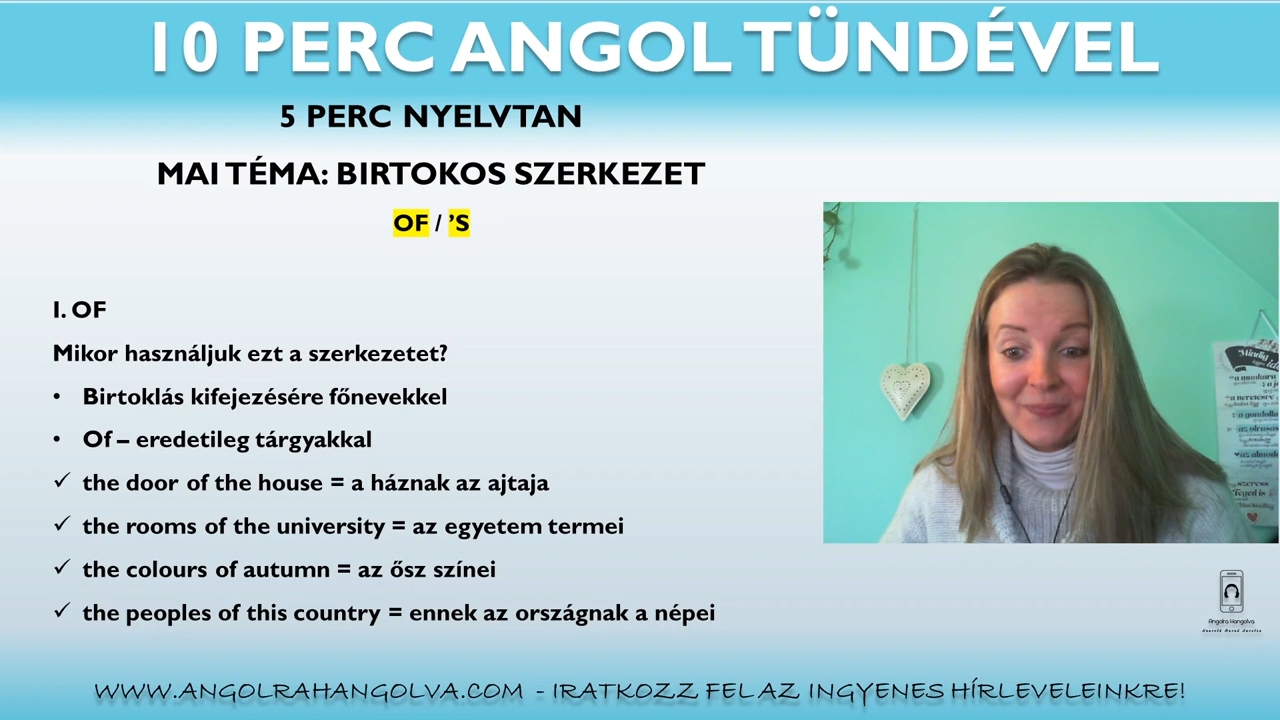 10 PERC ANGOL TÜNDÉVEL
5 PERC NYELVTAN
MAI TÉMA: BIRTOKOS SZERKEZET
OF / ’S
I. OF
Mikor használjuk ezt a szerkezetet?
• Birtoklás kifejezésére főnevekkel
• Of – eredetileg tárgyakkal
✓ the door of the house = a háznak az ajtaja
✓ the rooms of the university = az egyetem termei
✓ the colours of autumn = az ősz színei
✓ the peoples of this country = ennek az országnak a népei
Mindig
Angolra Hangolva
WWW.ANGOLRAHANGOLVA.COM - IRATKOZZ FEL AZ INGYENES HÍRLEVELEINKRE!